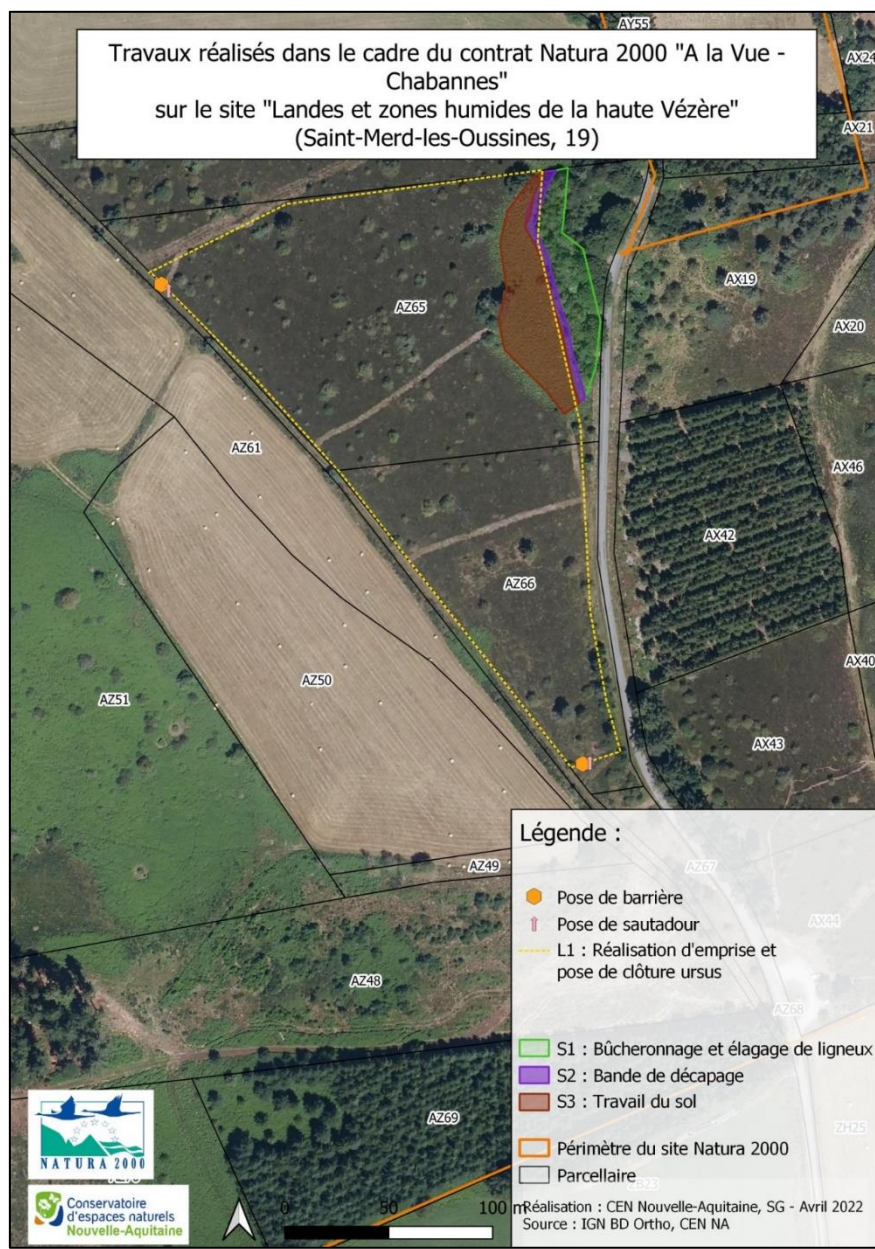 Travaux réalisés dans le cadre du contrat Natura 2000 "A la Vue -
Chabannes"
sur le site "Landes et zones humides de la haute Vézère"
(Saint-Merd-les-Oussines, 19)
AY55
AX24
AX21
AX19
AZ65
AX20
AZ61
AX46
AX42
AZ66
AX40
AZ50
AZ51
AX43
AZ49
AZ67
AX44
AZ48
AZ68
AZ69
ZH25
Légende :
Pose de barrière
Pose de sautadour
L1 : Réalisation d'emprise et
pose de clôture ursus
S1 : Bûcheronnage et élagage de ligneux
S2 : Bande de décapage
S3 : Travail du sol
Périmètre du site Natura 2000
Parcellaire
Réalisation : CEN Nouvelle-Aquitaine, SG - Avril 2022
Source : IGN BD Ortho, CEN NA
NATURA 2000
Conservatoire
d'espaces naturels
Nouvelle-Aquitaine
0 50 100 m